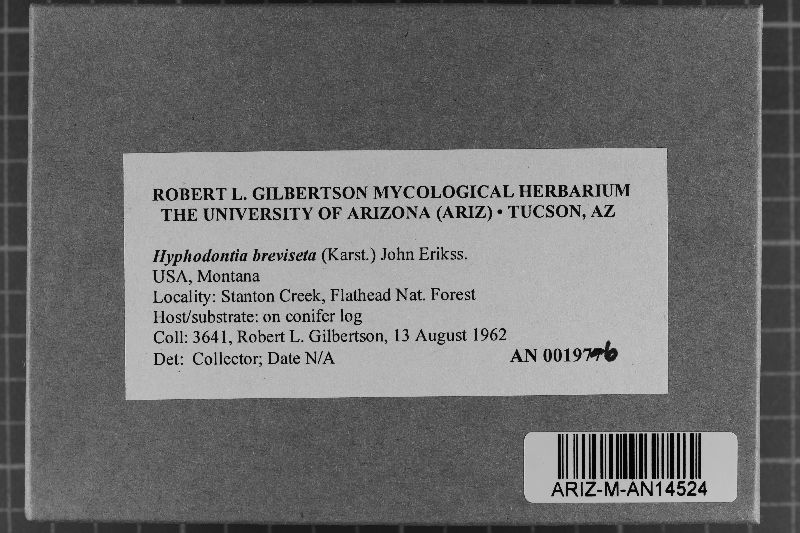 ROBERT L. GILBERTSON MYCOLOGICAL HERBARIUM
THE UNIVERSITY OF ARIZONA (ARIZ) • TUCSON, AZ
Hyphodontia breviseta (Karst.) John Erikss.
USA, Montana
Locality: Stanton Creek, Flathead Nat. Forest
Host/substrate: on conifer log
Coll: 3641, Robert L. Gilbertson, 13 August 1962
Det: Collector; Date N/A
AN
ARIZ-M-AN14524